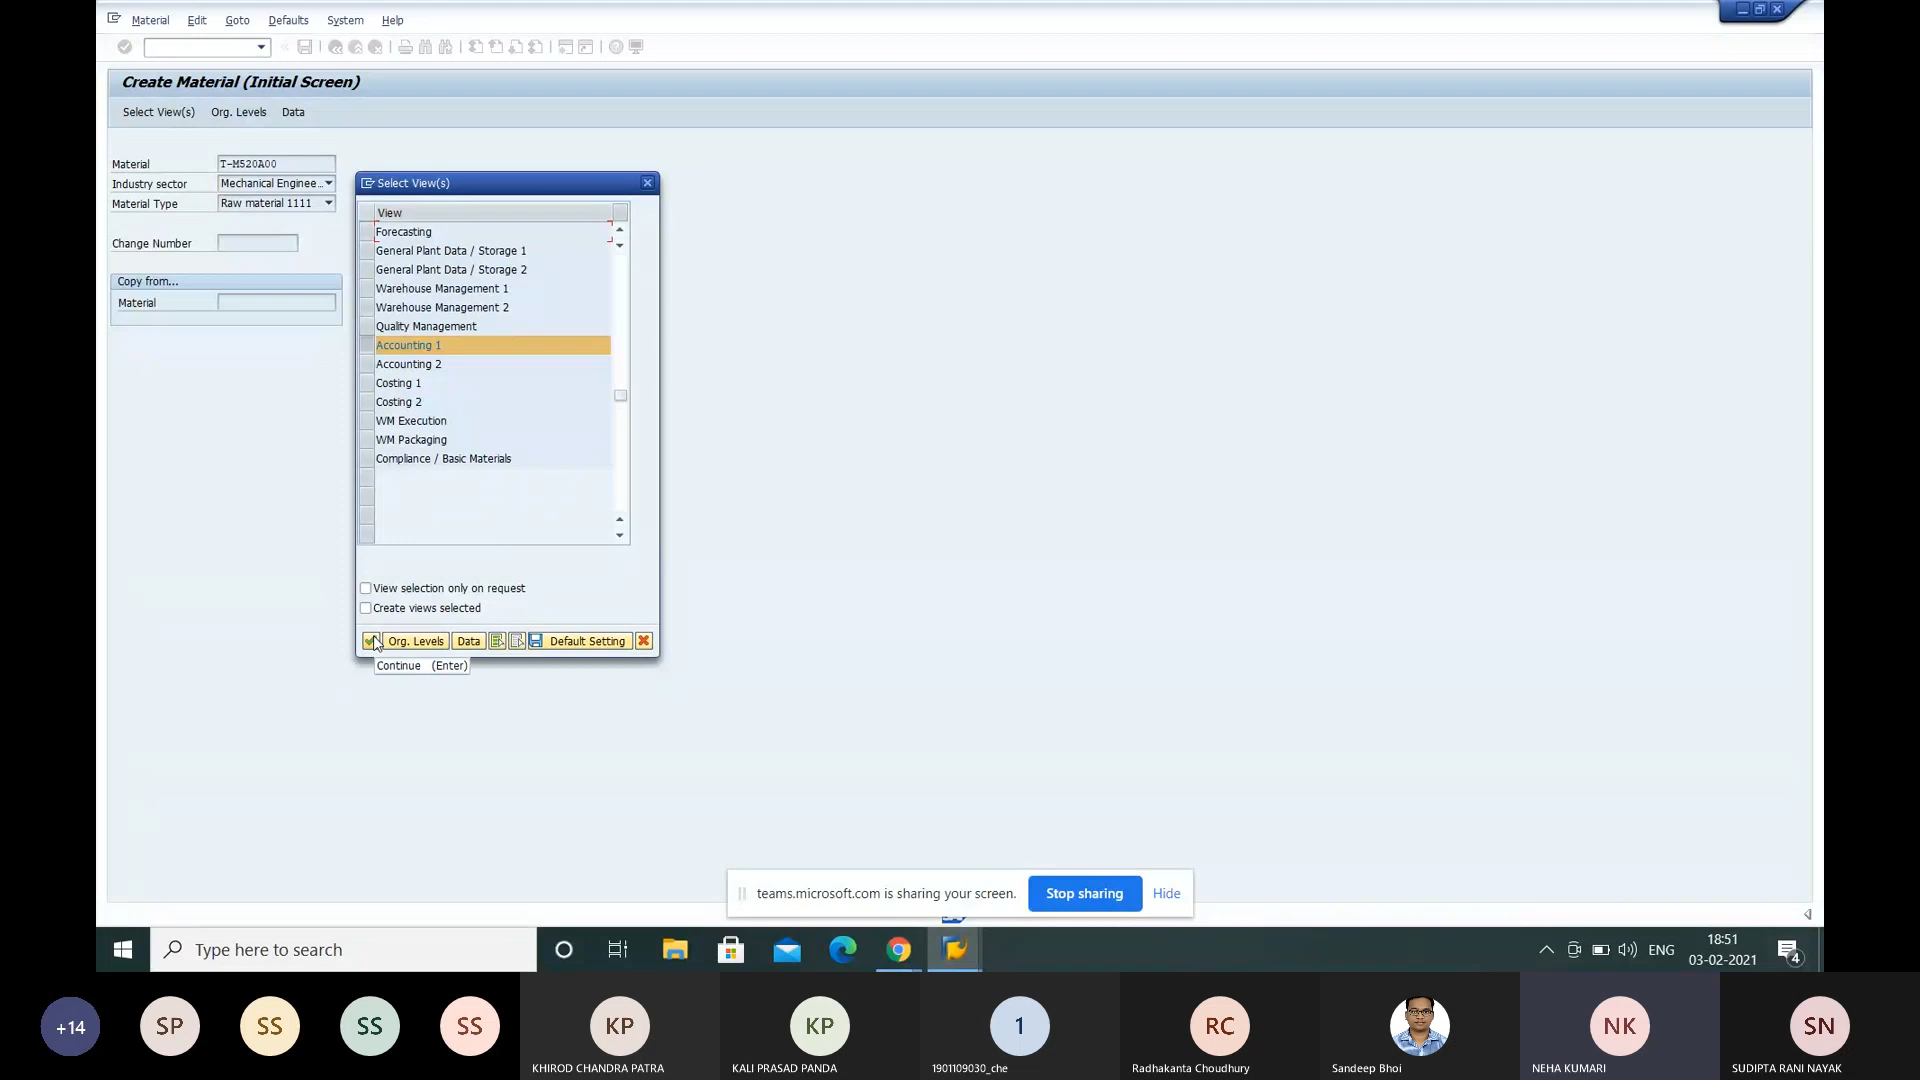 Material Edit Goto Defaults System Help
Create Material (Initial Screen)
Select View(s) Org. Levels Data
Material T-M520A00
Industry sector Mechanical Enginee...
Material Type Raw material 1111
Change Number
Copy from...
Material
Select View(s)
View
Forecasting
General Plant Data / Storage 1
General Plant Data / Storage 2
Warehouse Management 1
Warehouse Management 2
Quality Management
Accounting 1
Accounting 2
Costing 1
Costing 2
WM Execution
WM Packaging
Compliance / Basic Materials
View selection only on request
Create views selected
Org. Levels Data Default Setting
Continue (Enter)
teams.microsoft.com is sharing your screen. Stop sharing Hide
Type here to search
ENG
18:51
03-02-2021
4
+14 SP SS SS SS KP KP 1 RC NK SN
KHIROD CHANDRA PATRA KALI PRASAD PANDA 1901109030_che Radhakanta Choudhury Sandeep Bhoi NEHA KUMARI SUDIPTA RANI NAYAK